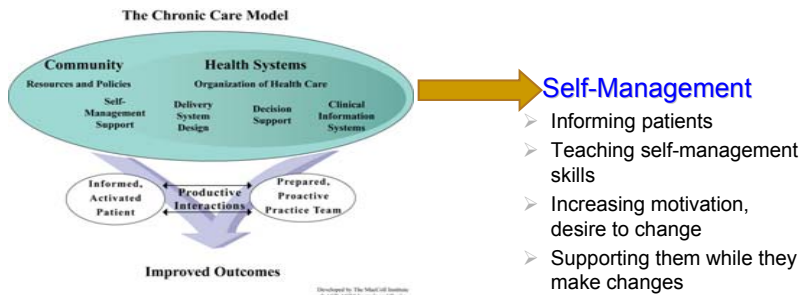 The Chronic Care Model
Community
Health Systems
Resources and Policies
Organization of Health Care
Self-
Management
Support
Delivery
System
Design
Decision
Support
Clinical
Information
Systems
Informed,
Activated
Patient
Productive
Interactions
Prepared,
Proactive
Practice Team
Improved Outcomes
Developed by The MacColl Institute
Self-Management
Informing patients
Teaching self-management
skills
Increasing motivation,
desire to change
Supporting them while they
make changes